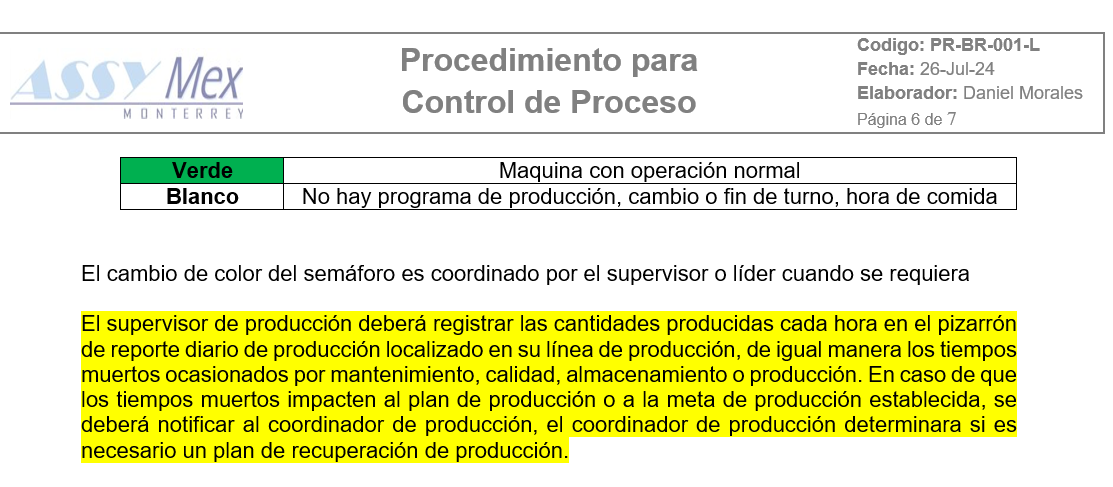 ASSY Mex
MONTERREY
Procedimiento para
Control de Proceso
Codigo: PR-BR-001-L
Fecha: 26-Jul-24
Elaborador: Daniel Morales
Página 6 de 7
Verde Maquina con operación normal
Blanco No hay programa de producción, cambio o fin de turno, hora de comida
El cambio de color del semáforo es coordinado por el supervisor o líder cuando se requiera
El supervisor de producción deberá registrar las cantidades producidas cada hora en el pizarrón
de reporte diario de producción localizado en su línea de producción, de igual manera los tiempos
muertos ocasionados por mantenimiento, calidad, almacenamiento o producción. En caso de que
los tiempos muertos impacten al plan de producción o a la meta de producción establecida, se
deberá notificar al coordinador de producción, el coordinador de producción determinara si es
necesario un plan de recuperación de producción.